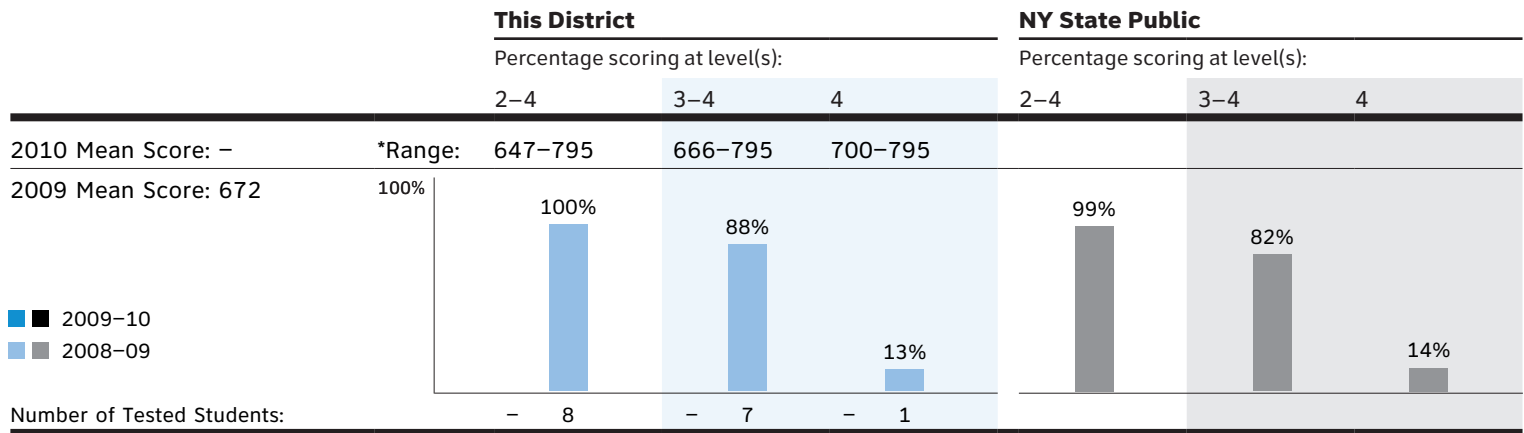 This District NY State Public
Percentage scoring at level(s): Percentage scoring at level(s):
2–4 3–4 4 2–4 3–4 4
2010 Mean Score: – *Range: 647–795 666–795 700–795
2009 Mean Score: 672 100%
100% 88% 13% 99% 82% 14%
2009–10
2008–09
Number of Tested Students: – 8 – 7 – 1